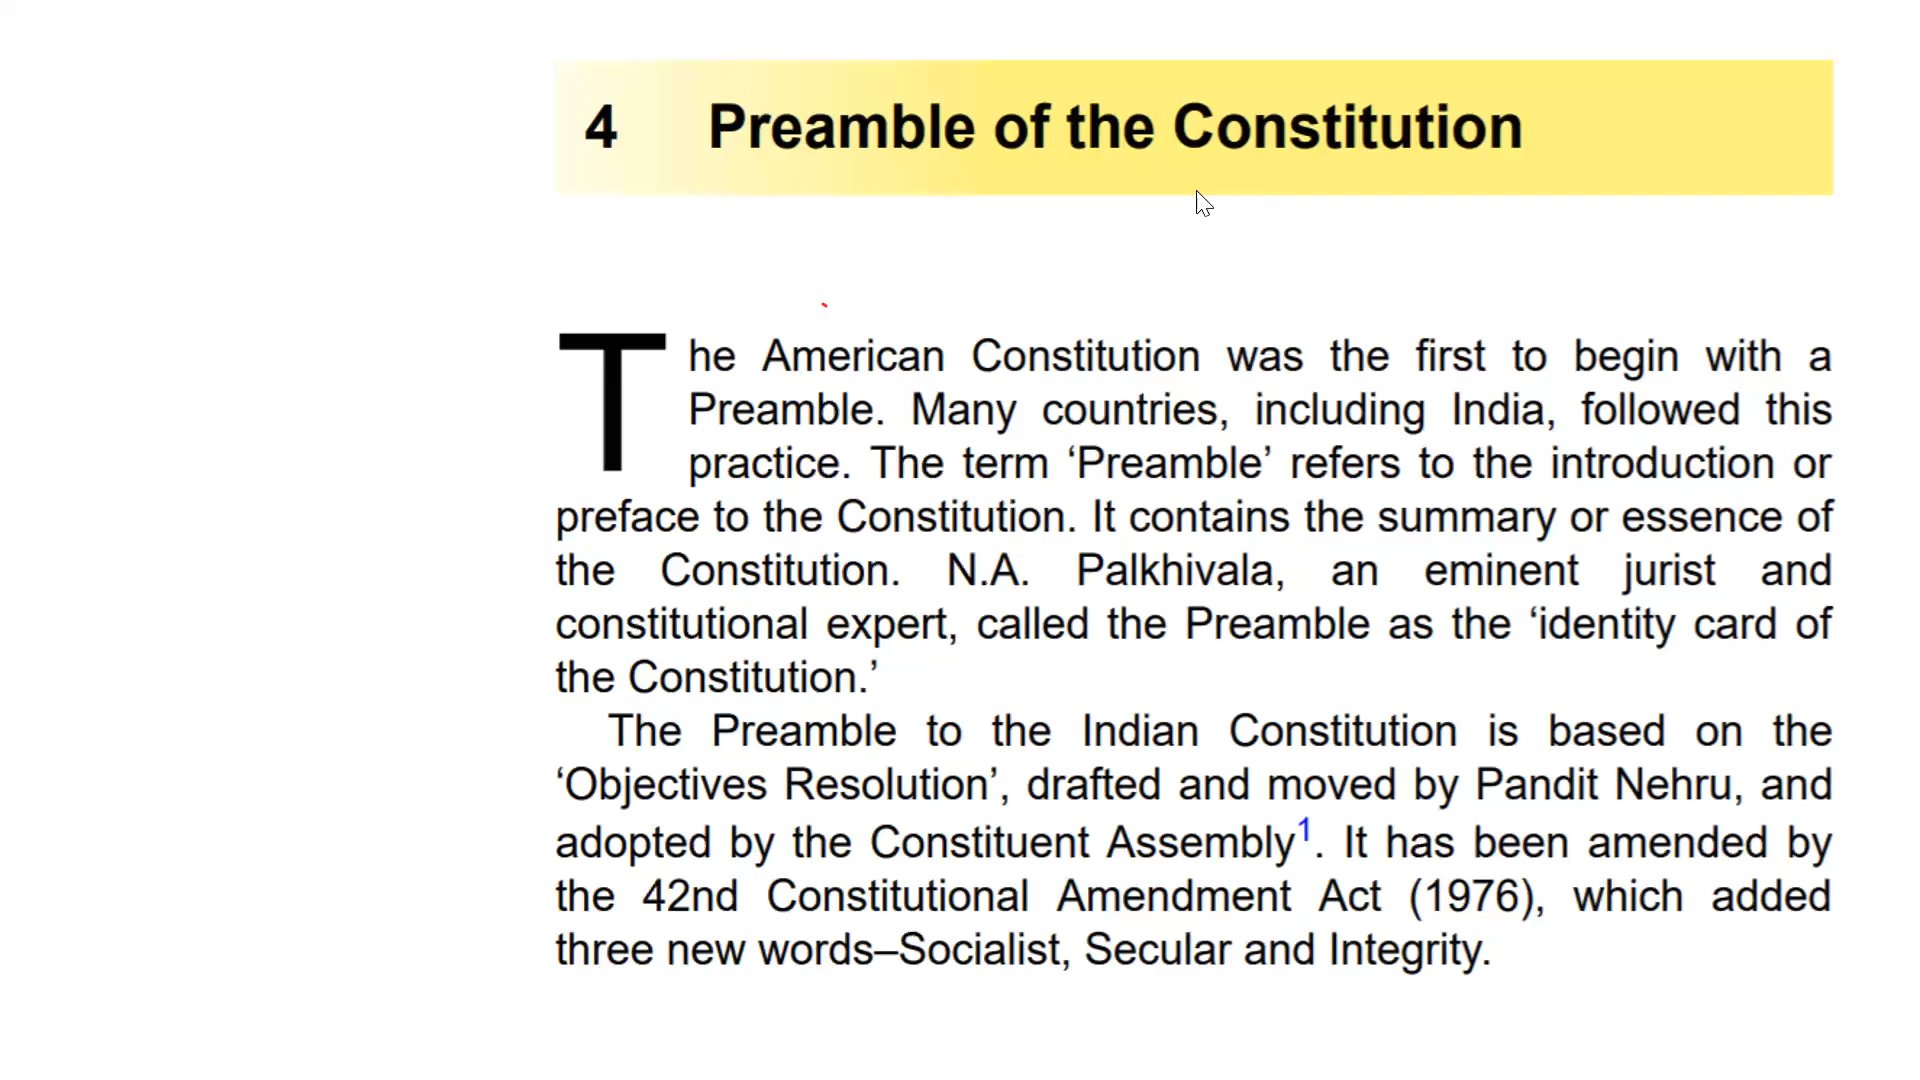 4 Preamble of the Constitution
The American Constitution was the first to begin with a
Preamble. Many countries, including India, followed this
practice. The term ‘Preamble’ refers to the introduction or
preface to the Constitution. It contains the summary or essence of
the Constitution. N.A. Palkhivala, an eminent jurist and
constitutional expert, called the Preamble as the ‘identity card of
the Constitution.’
The Preamble to the Indian Constitution is based on the
‘Objectives Resolution’, drafted and moved by Pandit Nehru, and
adopted by the Constituent Assembly1. It has been amended by
the 42nd Constitutional Amendment Act (1976), which added
three new words–Socialist, Secular and Integrity.